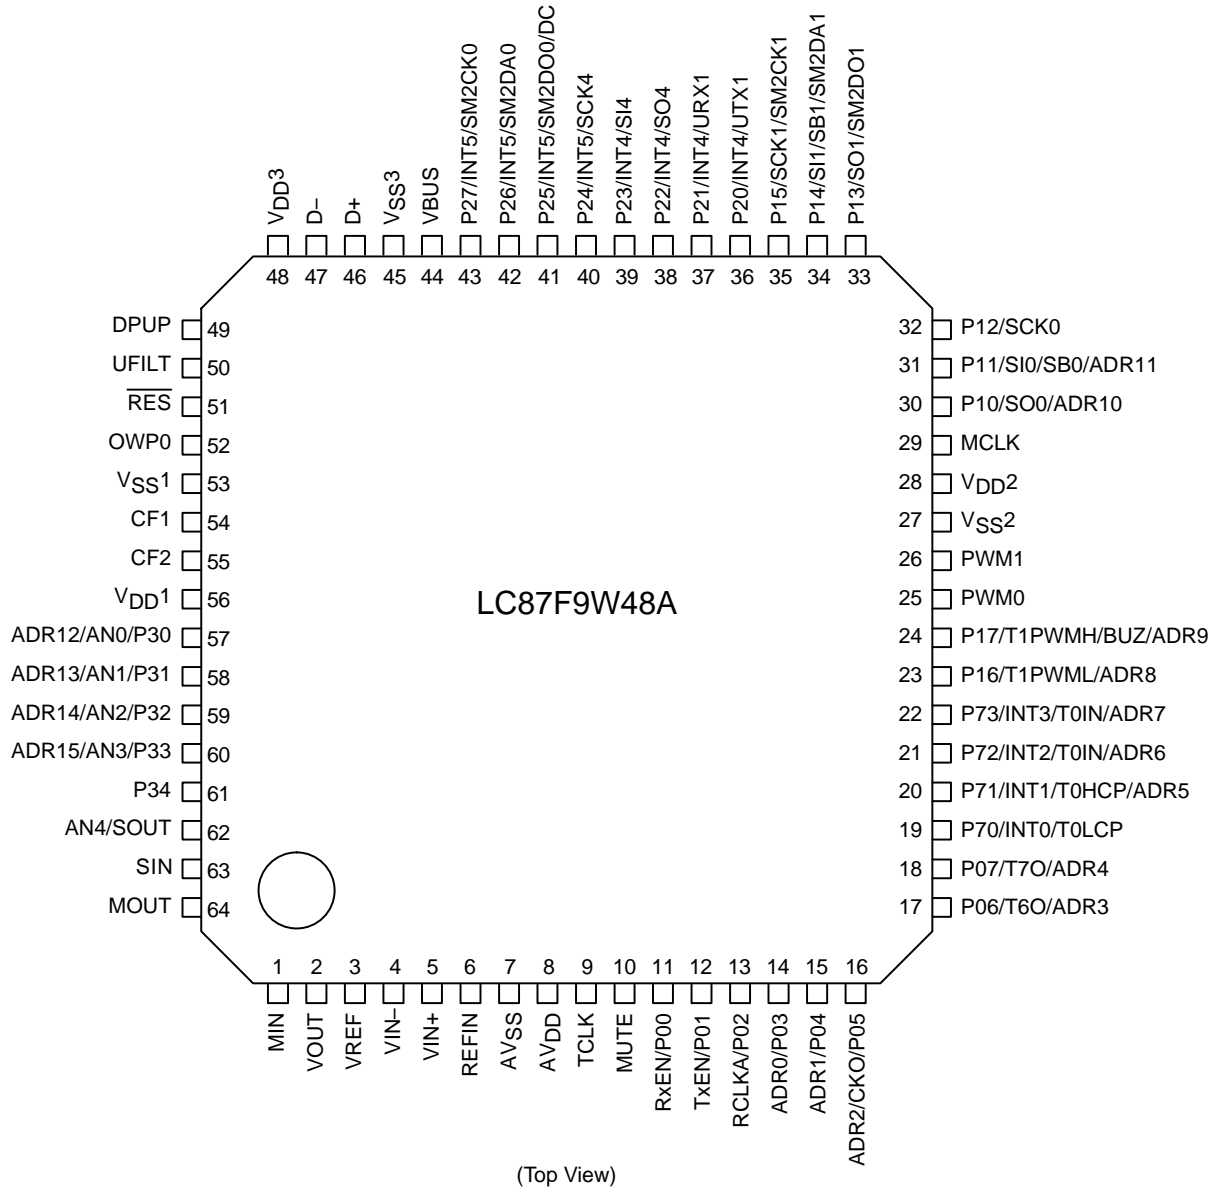 VDD3
D–
D+
VSS3
VBUS
P27/INT5/SM2CK0
P26/INT5/SM2DA0
P25/INT5/SM2DO0/DC
P24/INT5/SCK4
P23/INT4/SI4
P22/INT4/SO4
P21/INT4/URX1
P20/INT4/UTX1
P15/SCK1/SM2CK1
P14/SI1/SB1/SM2DA1
P13/SO1/SM2DO1
48 47 46 45 44 43 42 41 40 39 38 37 36 35 34 33
DPUP 49
UFILT 50
RES 51
OWP0 52
VSS1 53
CF1 54
CF2 55
VDD1 56
ADR12/AN0/P30 57
ADR13/AN1/P31 58
ADR14/AN2/P32 59
ADR15/AN3/P33 60
P34 61
AN4/SOUT 62
SIN 63
MOUT 64
LC87F9W48A
32 P12/SCK0
31 P11/SI0/SB0/ADR11
30 P10/SO0/ADR10
29 MCLK
28 VDD2
27 VSS2
26 PWM1
25 PWM0
24 P17/T1PWMH/BUZ/ADR9
23 P16/T1PWML/ADR8
22 P73/INT3/T0IN/ADR7
21 P72/INT2/T0IN/ADR6
20 P71/INT1/T0HCP/ADR5
19 P70/INT0/T0LCP
18 P07/T7O/ADR4
17 P06/T6O/ADR3
1 2 3 4 5 6 7 8 9 10 11 12 13 14 15 16
MIN
VOUT
VREF
VIN–
VIN+
REFIN
AVSS
AVDD
TCLK
MUTE
RxEN/P00
TxEN/P01
RCLKA/P02
ADR0/P03
ADR1/P04
ADR2/CKO/P05
(Top View)